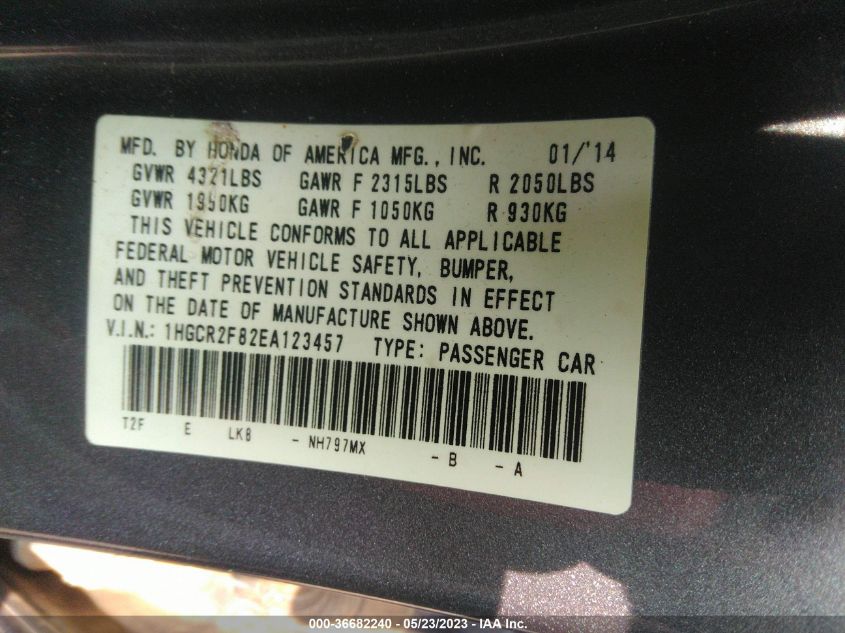 MFD. BY HONDA OF AMERICA MFG., INC. 01/'14
GVWR 4321LBS GAWR F 2315LBS R 2050LBS
GVWR 1950KG GAWR F 1050KG R 930KG
THIS VEHICLE CONFORMS TO ALL APPLICABLE
FEDERAL MOTOR VEHICLE SAFETY, BUMPER,
AND THEFT PREVENTION STANDARDS IN EFFECT
ON THE DATE OF MANUFACTURE SHOWN ABOVE.
V.I.N.: 1HGCR2F82EA123457 TYPE: PASSENGER CAR
T2F E LK8 - NH797MX - B - A
000-36682240 - 05/23/2023 - IAA Inc.